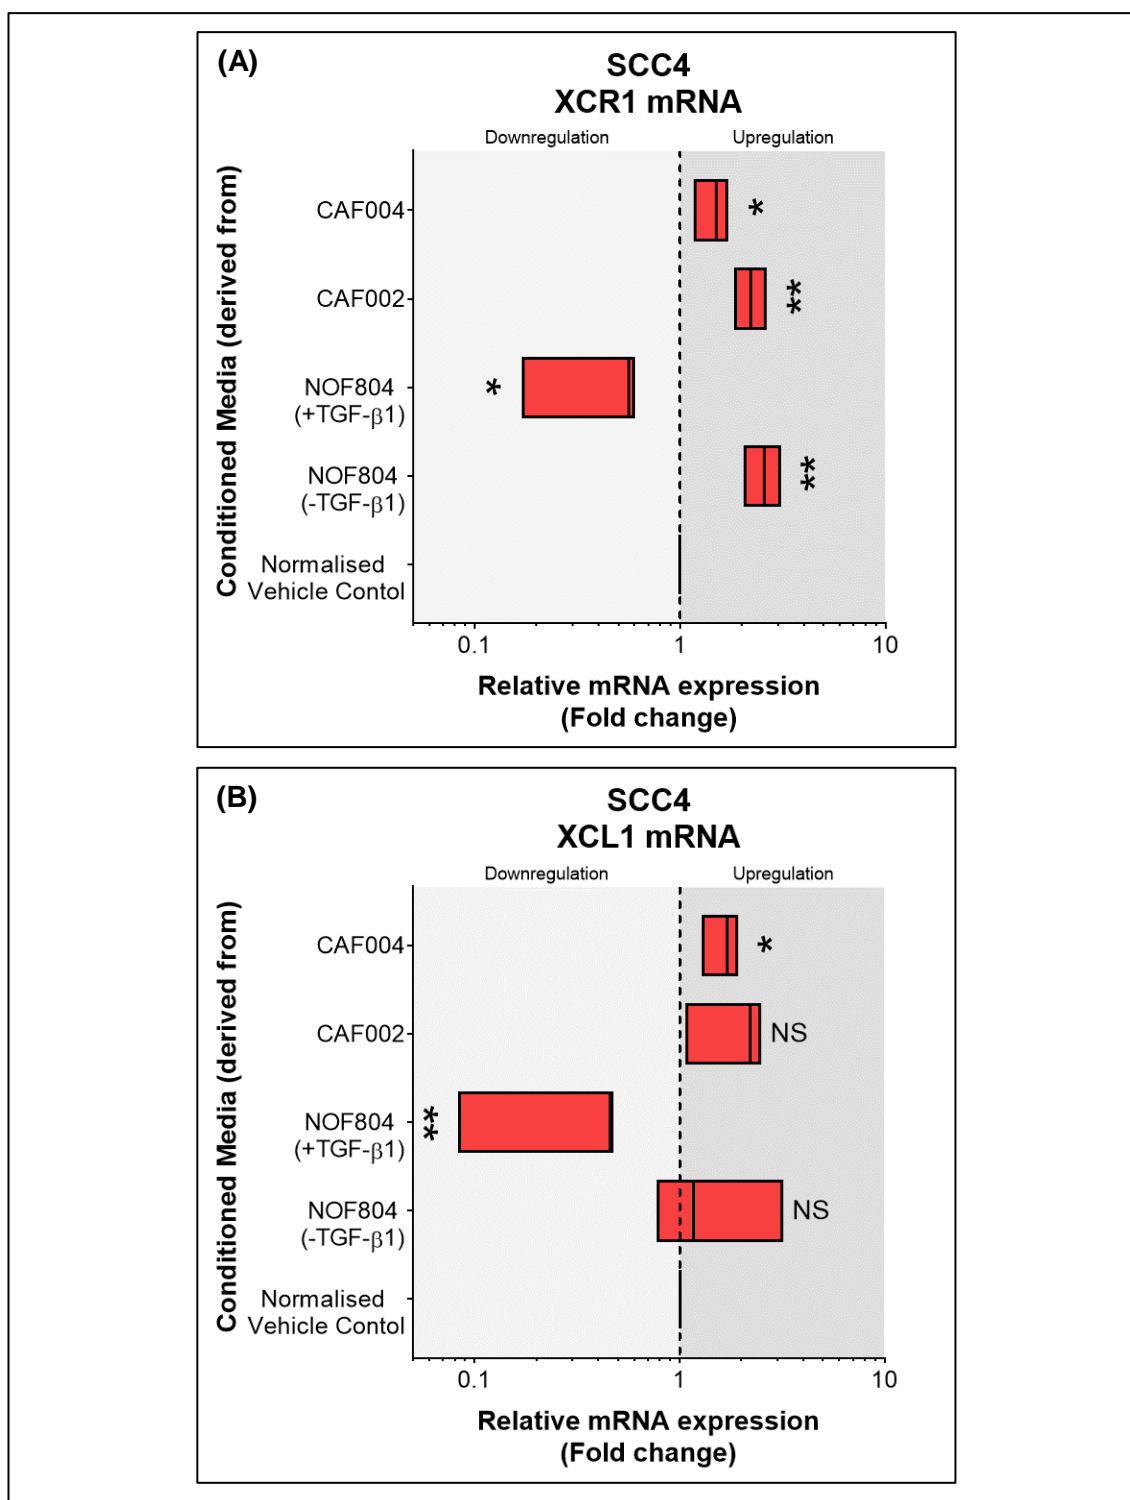 (A)
SCC4
XCR1 mRNA
Downregulation Upregulation
Conditioned Media (derived from)
CAF004 *
CAF002 **
NOF804
(+TGF-β1) *
NOF804
(-TGF-β1) **
Normalised
Vehicle Contol
0.1 1 10
Relative mRNA expression
(Fold change)
(B)
SCC4
XCL1 mRNA
Downregulation Upregulation
Conditioned Media (derived from)
CAF004 *
CAF002 NS
NOF804
(+TGF-β1) **
NOF804 NS
(-TGF-β1)
Normalised
Vehicle Contol
0.1 1 10
Relative mRNA expression
(Fold change)